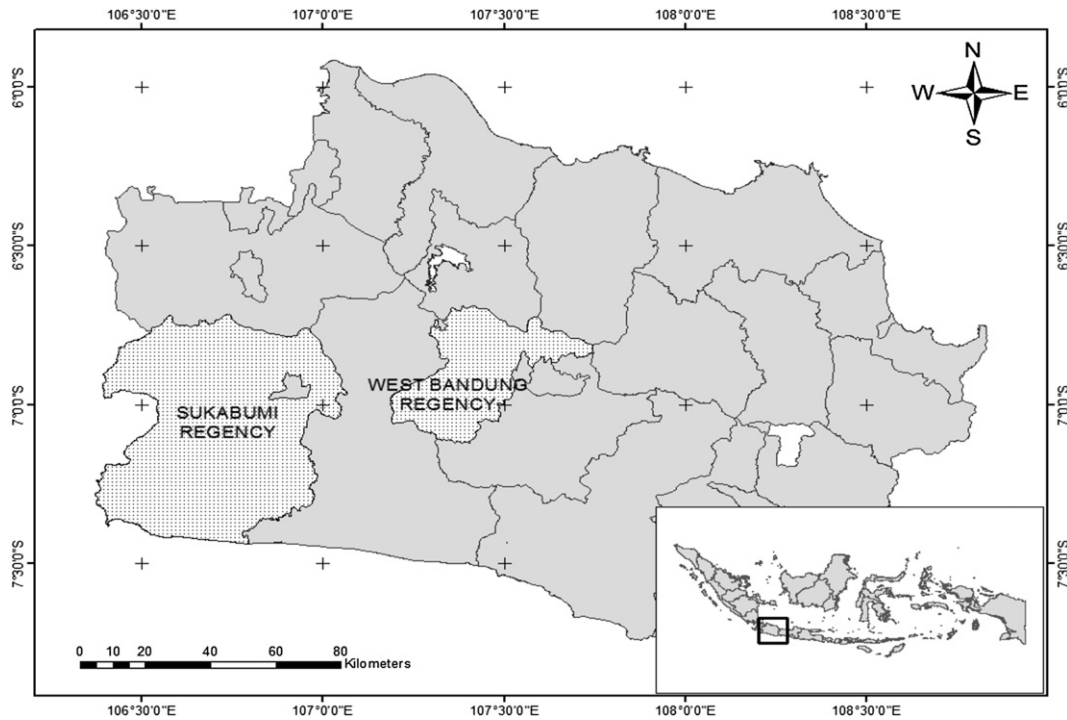 106°30'0"E 107°0'0"E 107°30'0"E 108°0'0"E 108°30'0"E
N
W E
S
6°0'0"S 6°0'0"S
6°30'0"S 6°30'0"S
WEST BANDUNG
REGENCY
SUKABUMI
REGENCY
7°0'0"S 7°0'0"S
7°30'0"S 7°30'0"S
0 5 10 20 40 60 80
Kilometers
106°30'0"E 107°0'0"E 107°30'0"E 108°0'0"E 108°30'0"E